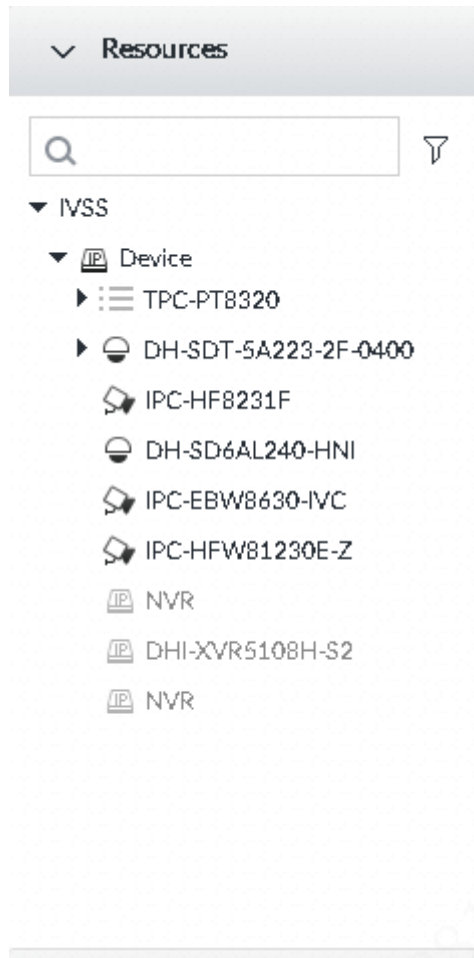 Resources
IVSS
Device
TPC-PT8320
DH-SDT-5A223-2F-0400
IPC-HF8231F
DH-SD6AL240-HNI
IPC-EBW8630-IVC
IPC-HFW81230E-Z
NVR
DHI-XVR5108H-S2
NVR